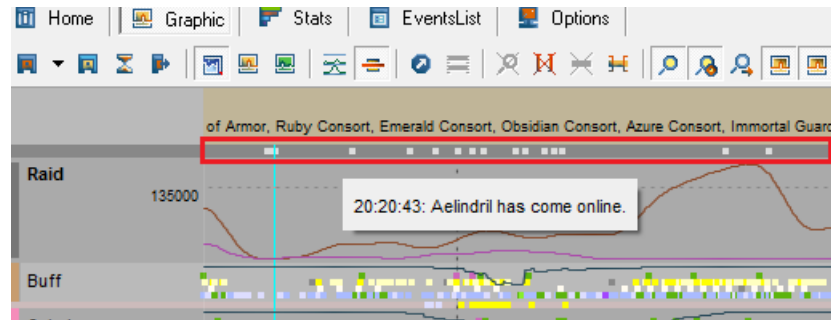 Home Graphic Stats EventsList Options
of Armor, Ruby Consort, Emerald Consort, Obsidian Consort, Azure Consort, Immortal Guard
Raid
135000
20:20:43: Aelindril has come online.
Buff